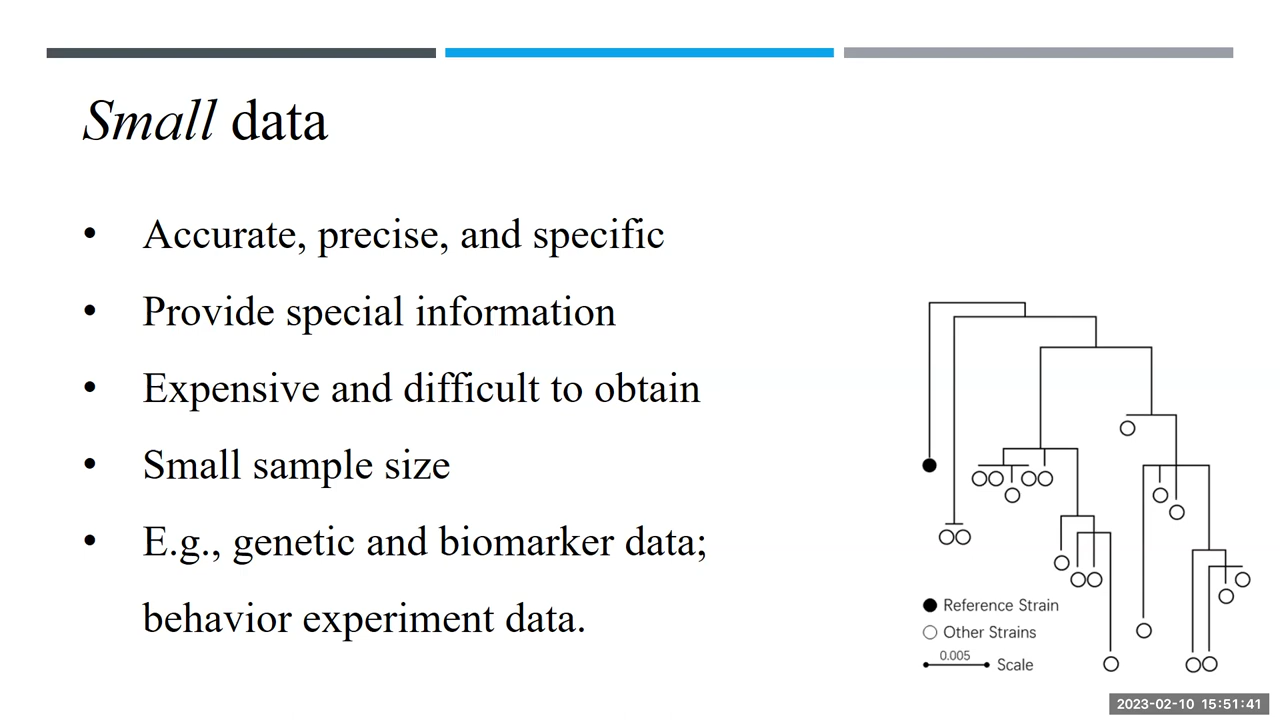 Small data
• Accurate, precise, and specific
• Provide special information
• Expensive and difficult to obtain
• Small sample size
• E.g., genetic and biomarker data;
behavior experiment data.
Reference Strain
Other Strains
0.005
Scale
2023-02-10 15:51:41